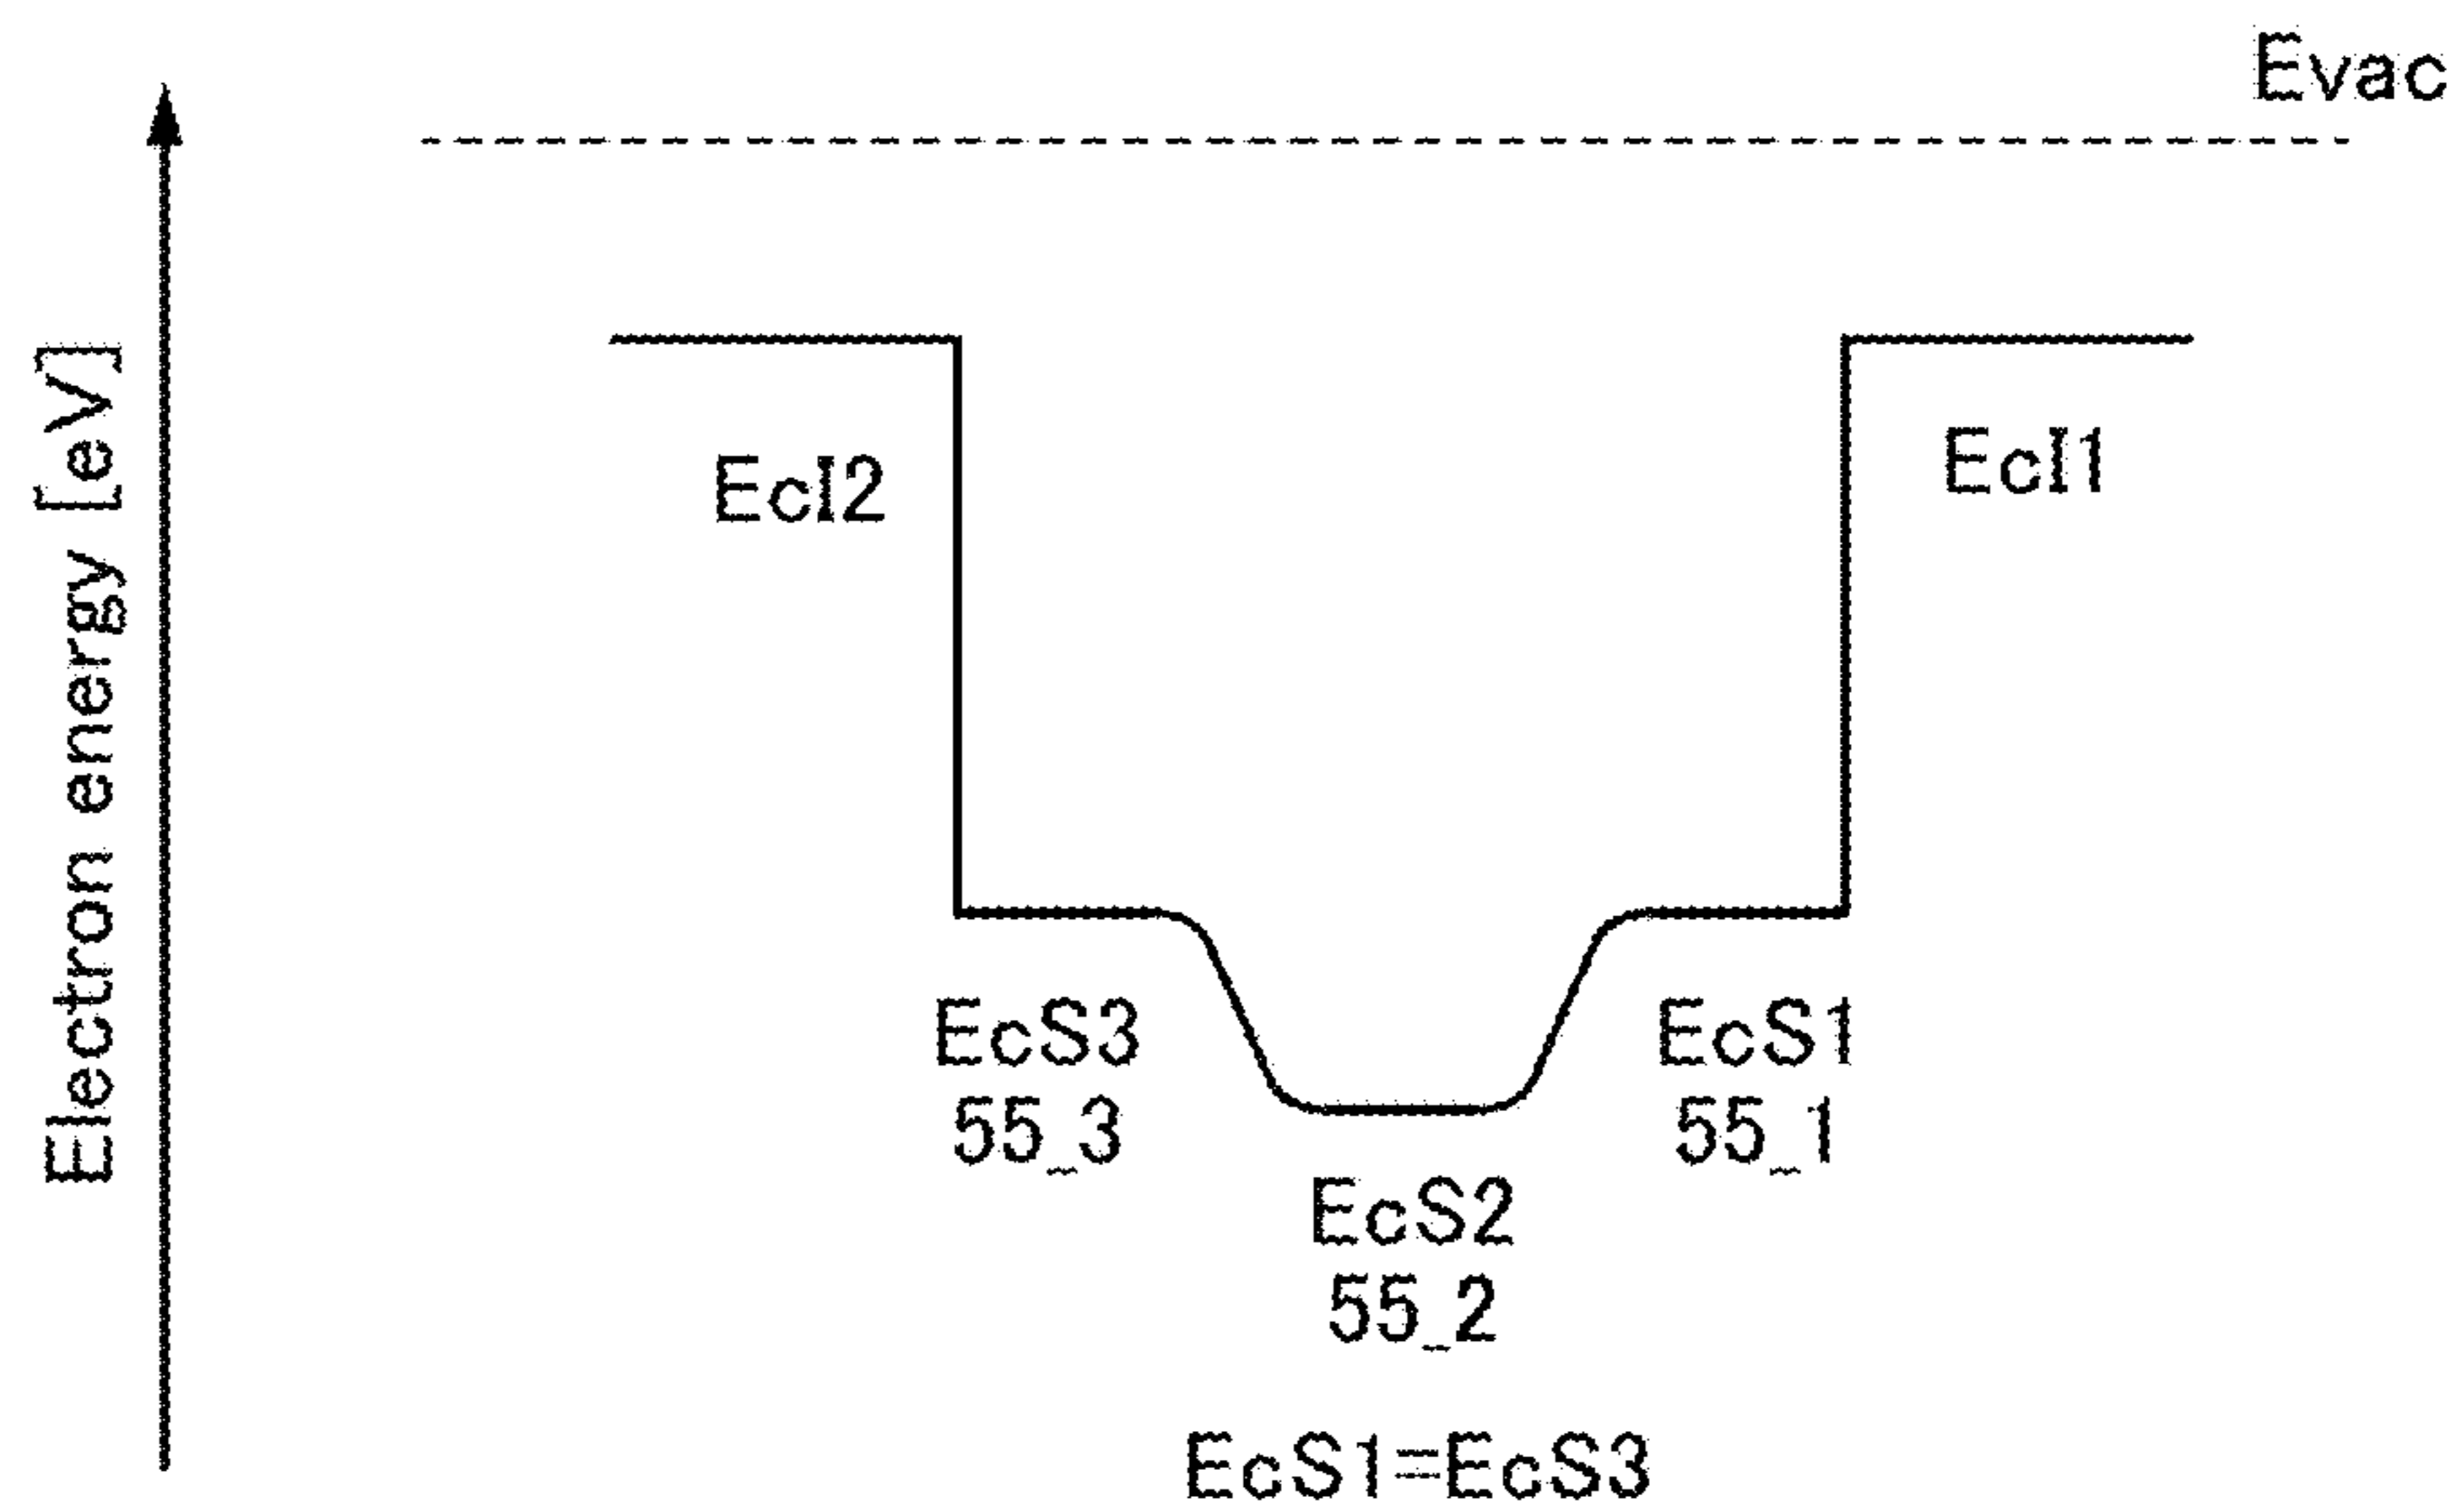 Evac
Electron energy [eV]
EcI2
EcI1
EcS3
55_3
EcS1
55_1
EcS2
55_2
EcS1=EcS3